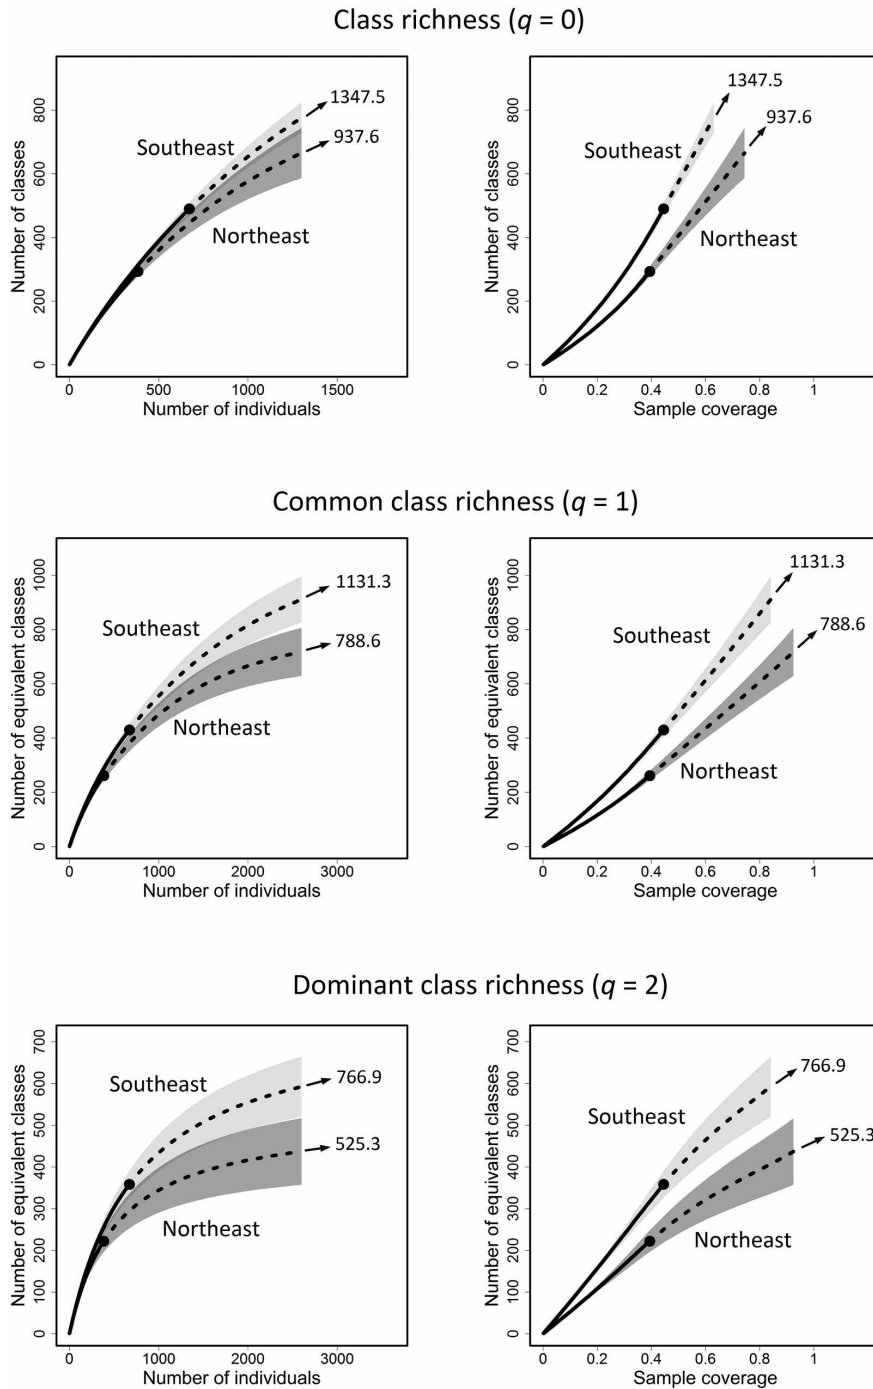 Class richness (q = 0)
Number of classes
800
600
400
200
0
Southeast
Northeast
1347.5
937.6
0
500
1000
1500
Number of individuals
Number of classes
800
600
400
200
0
Southeast
Northeast
1347.5
937.6
0
0.2
0.4
0.6
0.8
1
Sample coverage
Common class richness (q = 1)
Number of equivalent classes
1000
800
600
400
200
0
Southeast
Northeast
1131.3
788.6
0
1000
2000
3000
Number of individuals
Number of equivalent classes
1000
800
600
400
200
0
Southeast
Northeast
1131.3
788.6
0
0.2
0.4
0.6
0.8
1
Sample coverage
Dominant class richness (q = 2)
Number of equivalent classes
700
600
500
400
300
200
100
0
Southeast
Northeast
766.9
525.3
0
1000
2000
3000
Number of individuals
Number of equivalent classes
700
600
500
400
300
200
100
0
Southeast
Northeast
766.9
525.3
0
0.2
0.4
0.6
0.8
1
Sample coverage